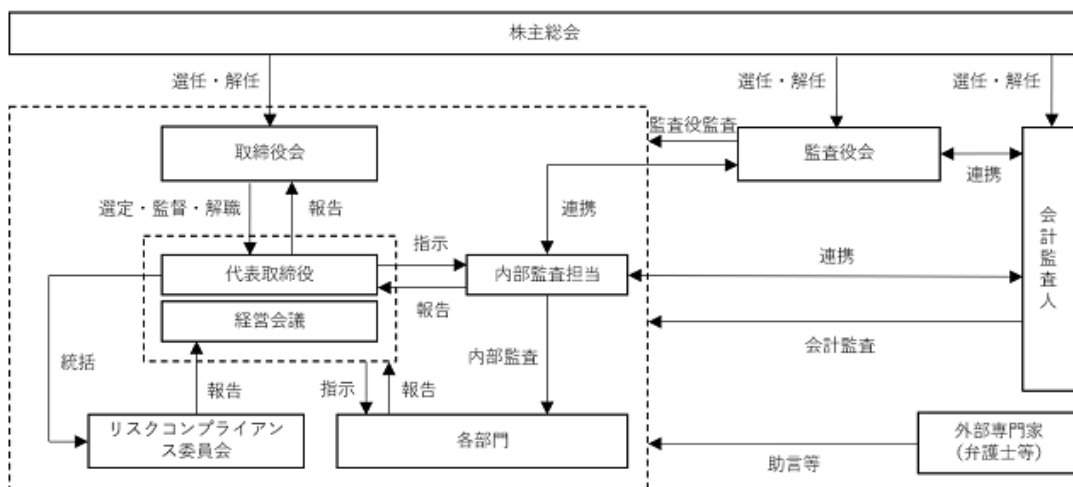 株主総会
選任・解任
選任・解任
選任・解任
取締役会
監査役監査
監査役会
連携
会計監査人
選定・監督・解職
報告
連携
指示
代表取締役
内部監査担当
連携
報告
経営会議
会計監査
統括
内部監査
報告
指示
報告
リスクコンプライアン
ス委員会
各部門
外部専門家
(弁護士等)
助言等